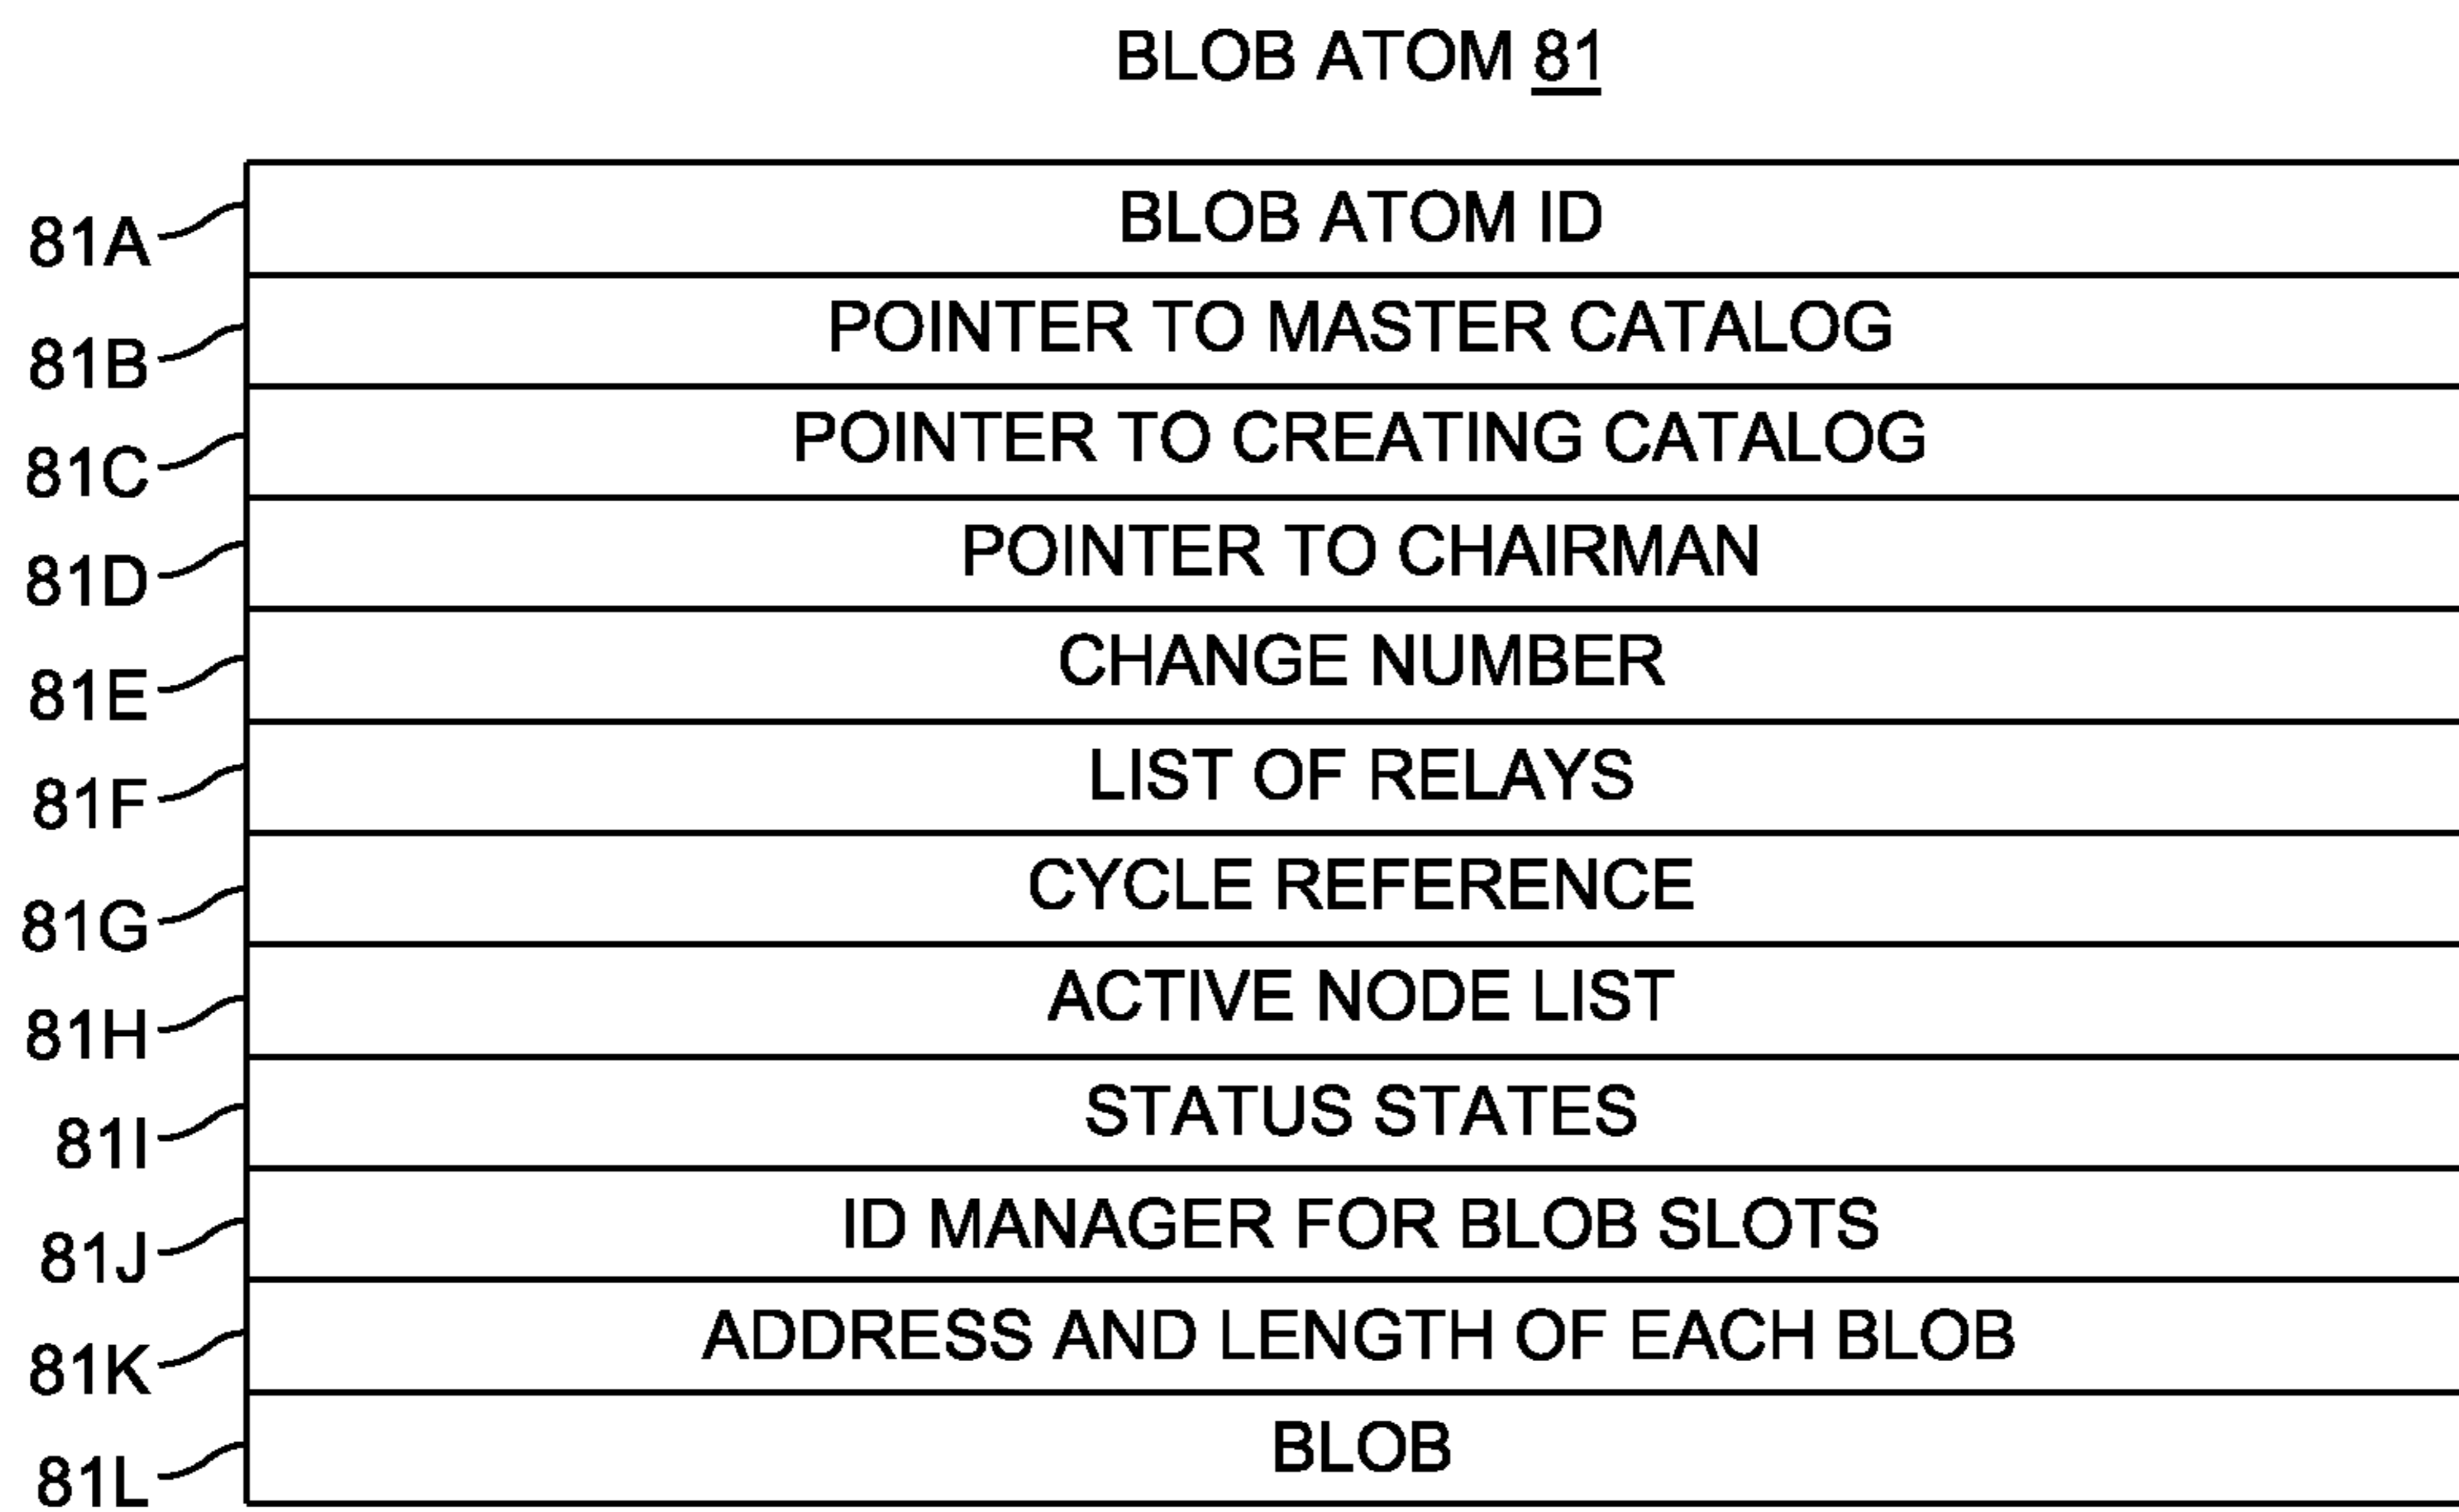 BLOB ATOM 81
81A BLOB ATOM ID
81B POINTER TO MASTER CATALOG
81C POINTER TO CREATING CATALOG
81D POINTER TO CHAIRMAN
81E CHANGE NUMBER
81F LIST OF RELAYS
81G CYCLE REFERENCE
81H ACTIVE NODE LIST
81I STATUS STATES
81J ID MANAGER FOR BLOB SLOTS
81K ADDRESS AND LENGTH OF EACH BLOB
81L BLOB